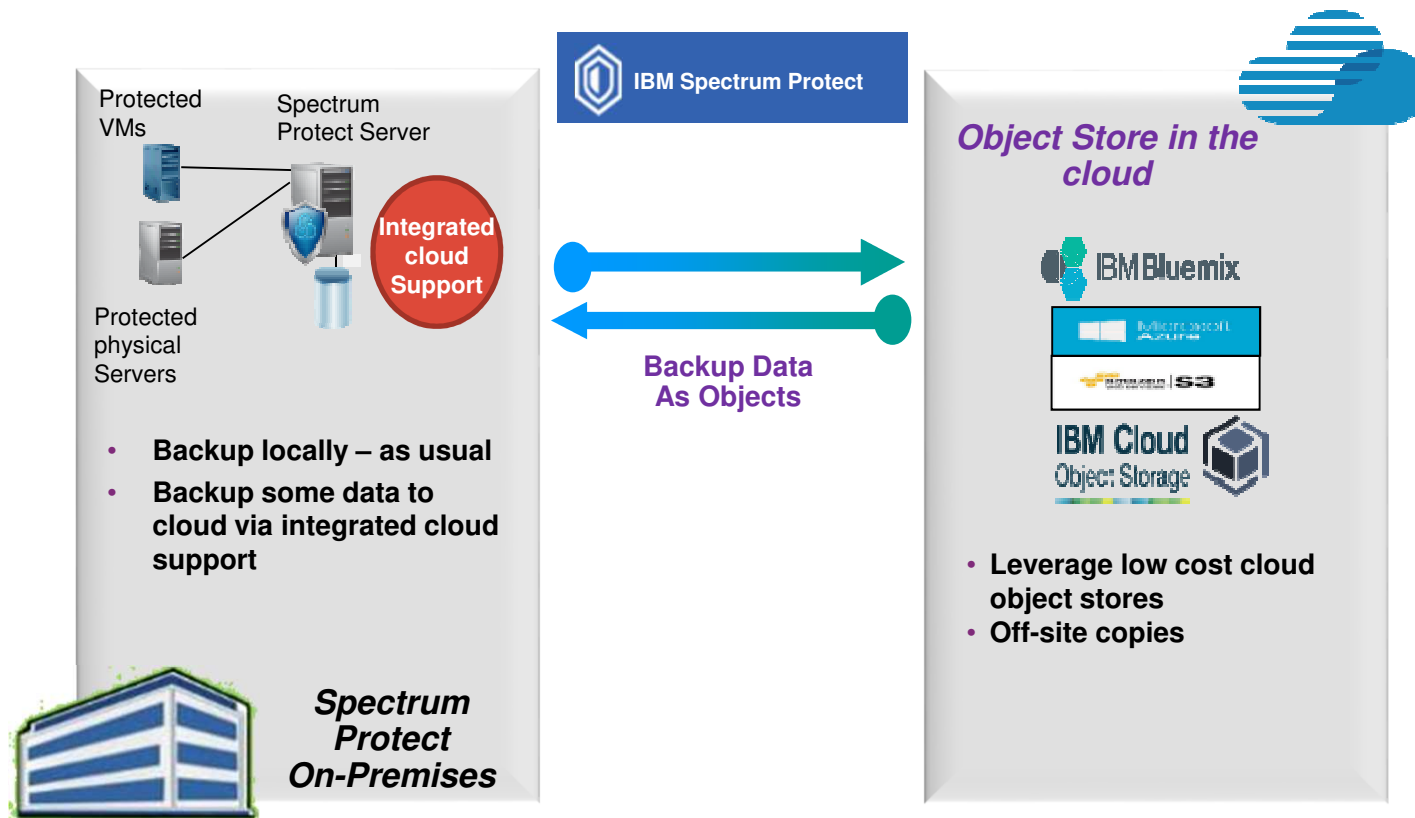 IBM Spectrum Protect
Protected
VMs
Spectrum
Protect Server
Integrated
cloud
Support
Protected
physical
Servers
• Backup locally – as usual
• Backup some data to
cloud via integrated cloud
support
Spectrum
Protect
On-Premises
Backup Data
As Objects
Object Store in the
cloud
IBM Bluemix
Microsoft
Azure
S3
IBM Cloud
Object Storage
• Leverage low cost cloud
object stores
• Off-site copies